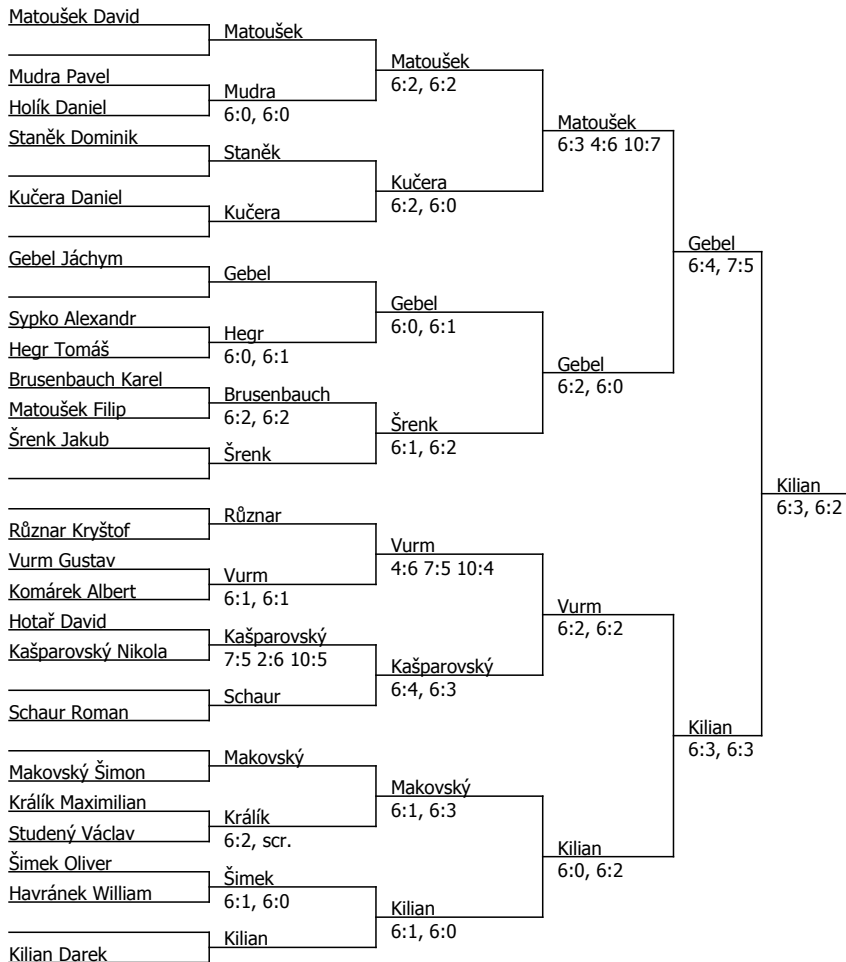 Matoušek David
Mudra Pavel
Holík Daniel
Staněk Dominik
Kučera Daniel
Gebel Jáchym
Sypko Alexandr
Hegr Tomáš
Brusenbauch Karel
Matoušek Filip
Šrenk Jakub
Různar Kryštof
Vurm Gustav
Komárek Albert
Hotař David
Kašparovský Nikola
Schaur Roman
Makovský Šimon
Králík Maximilian
Studený Václav
Šimek Oliver
Havránek William
Kilian Darek
Matoušek
Mudra
6:0, 6:0
Staněk
Kučera
Gebel
Hegr
6:0, 6:1
Brusenbauch
6:2, 6:2
Šrenk
Různar
Vurm
6:1, 6:1
Kašparovský
7:5 2:6 10:5
Schaur
Makovský
Králík
6:2, scr.
Šimek
6:1, 6:0
Kilian
Matoušek
6:2, 6:2
Kučera
6:2, 6:0
Gebel
6:0, 6:1
Šrenk
6:1, 6:2
Vurm
4:6 7:5 10:4
Kašparovský
6:4, 6:3
Makovský
6:1, 6:3
Kilian
6:1, 6:0
Matoušek
6:3 4:6 10:7
Gebel
6:2, 6:0
Vurm
6:2, 6:2
Kilian
6:0, 6:2
Gebel
6:4, 7:5
Kilian
6:3, 6:3
Kilian
6:3, 6:2